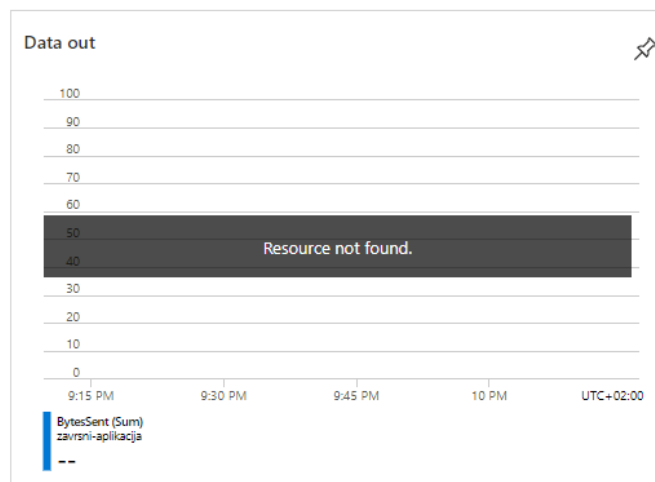 Data out
100
90
80
70
60
50
Resource not found.
40
30
20
10
0
9:15 PM 9:30 PM 9:45 PM 10 PM UTC+02:00
BytesSent (Sum)
zavrsni-aplikacija
--